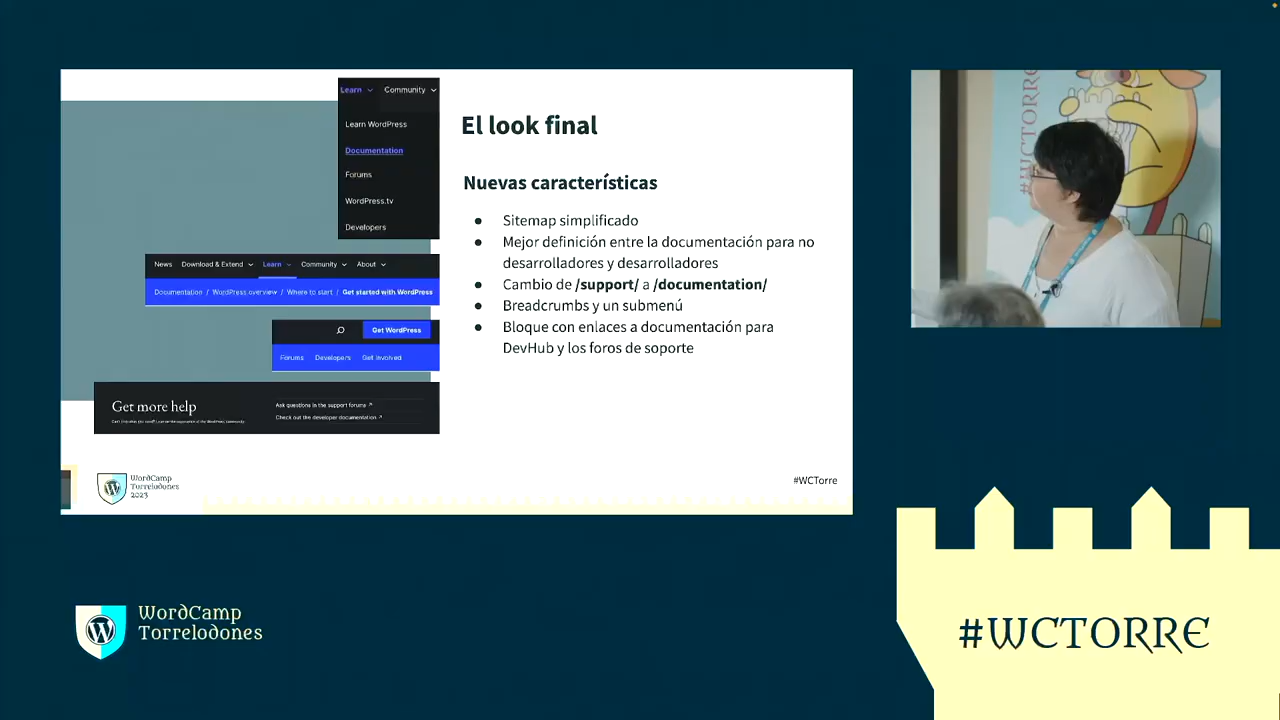 Learn Community
Learn WordPress
Documentation
Forums
WordPress.tv
Developers
News Download & Extend Learn Community About
Documentation / WordPress overview / Where to start / Get started with WordPress
Get WordPress
Forums Developers Get Involved
Get more help
Ask questions in the support forums ↗
Check out the developer documentation ↗
El look final
Nuevas características
● Sitemap simplificado
● Mejor definición entre la documentación para no
desarrolladores y desarrolladores
● Cambio de /support/ a /documentation/
● Breadcrumbs y un submenú
● Bloque con enlaces a documentación para
DevHub y los foros de soporte
WordCamp
Torrelodones
2023
#WCTorre
#WCTORRE
WordCamp
Torrelodones
#WCTORRE